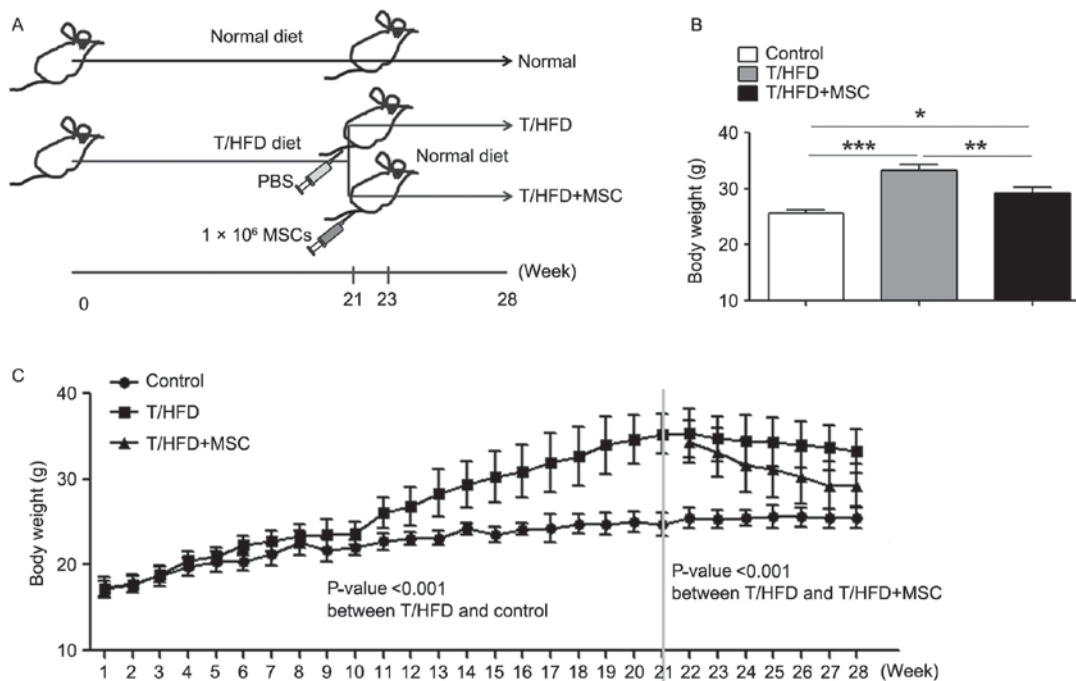 A
Normal diet
Normal
T/HFD diet
T/HFD
Normal diet
PBS
T/HFD+MSC
1 × 10⁶ MSCs
(Week)
0
21
23
28
B
Control
T/HFD
T/HFD+MSC
*
*** **
40
30
20
10
Body weight (g)
C
Control
T/HFD
T/HFD+MSC
40
30
20
10
Body weight (g)
P-value <0.001
between T/HFD and control
P-value <0.001
between T/HFD and T/HFD+MSC
1 2 3 4 5 6 7 8 9 10 11 12 13 14 15 16 17 18 19 20 21 22 23 24 25 26 27 28 (Week)